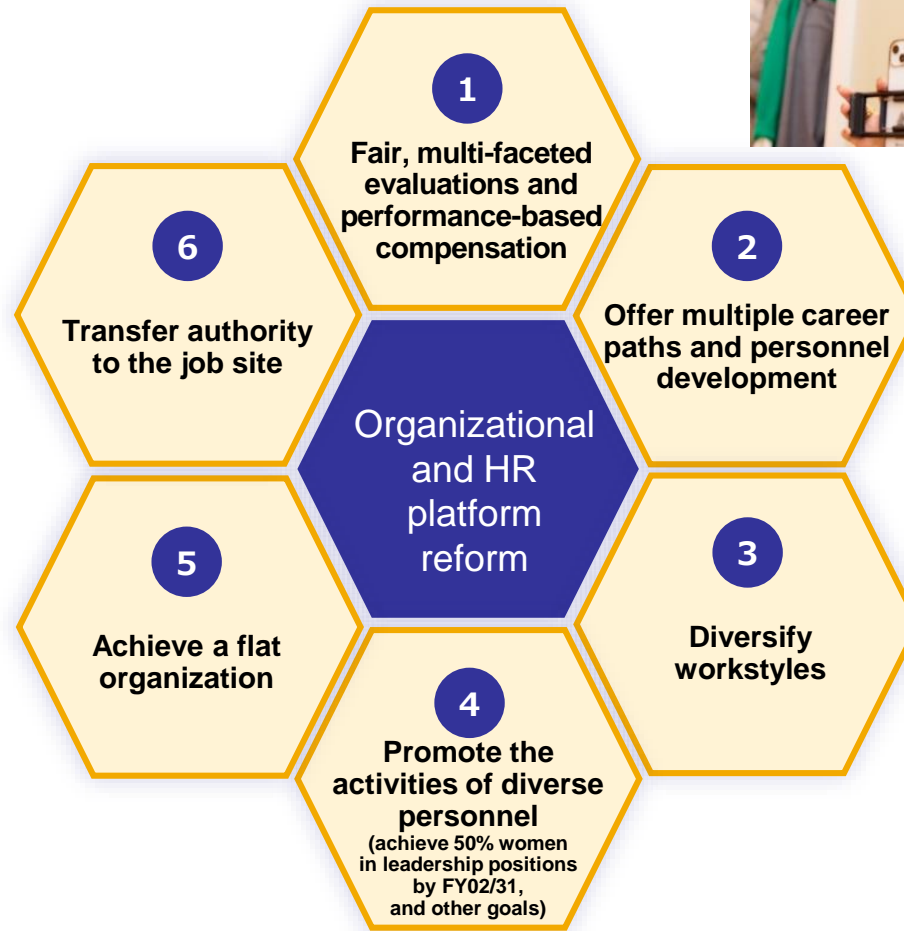 1
Fair, multi-faceted
evaluations and
performance-based
compensation
2
Offer multiple career
paths and personnel
development
3
Diversify
workstyles
4
Promote the
activities of diverse
personnel
(achieve 50% women
in leadership positions
by FY02/31,
and other goals)
5
Achieve a flat
organization
6
Transfer authority
to the job site
Organizational
and HR
platform
reform